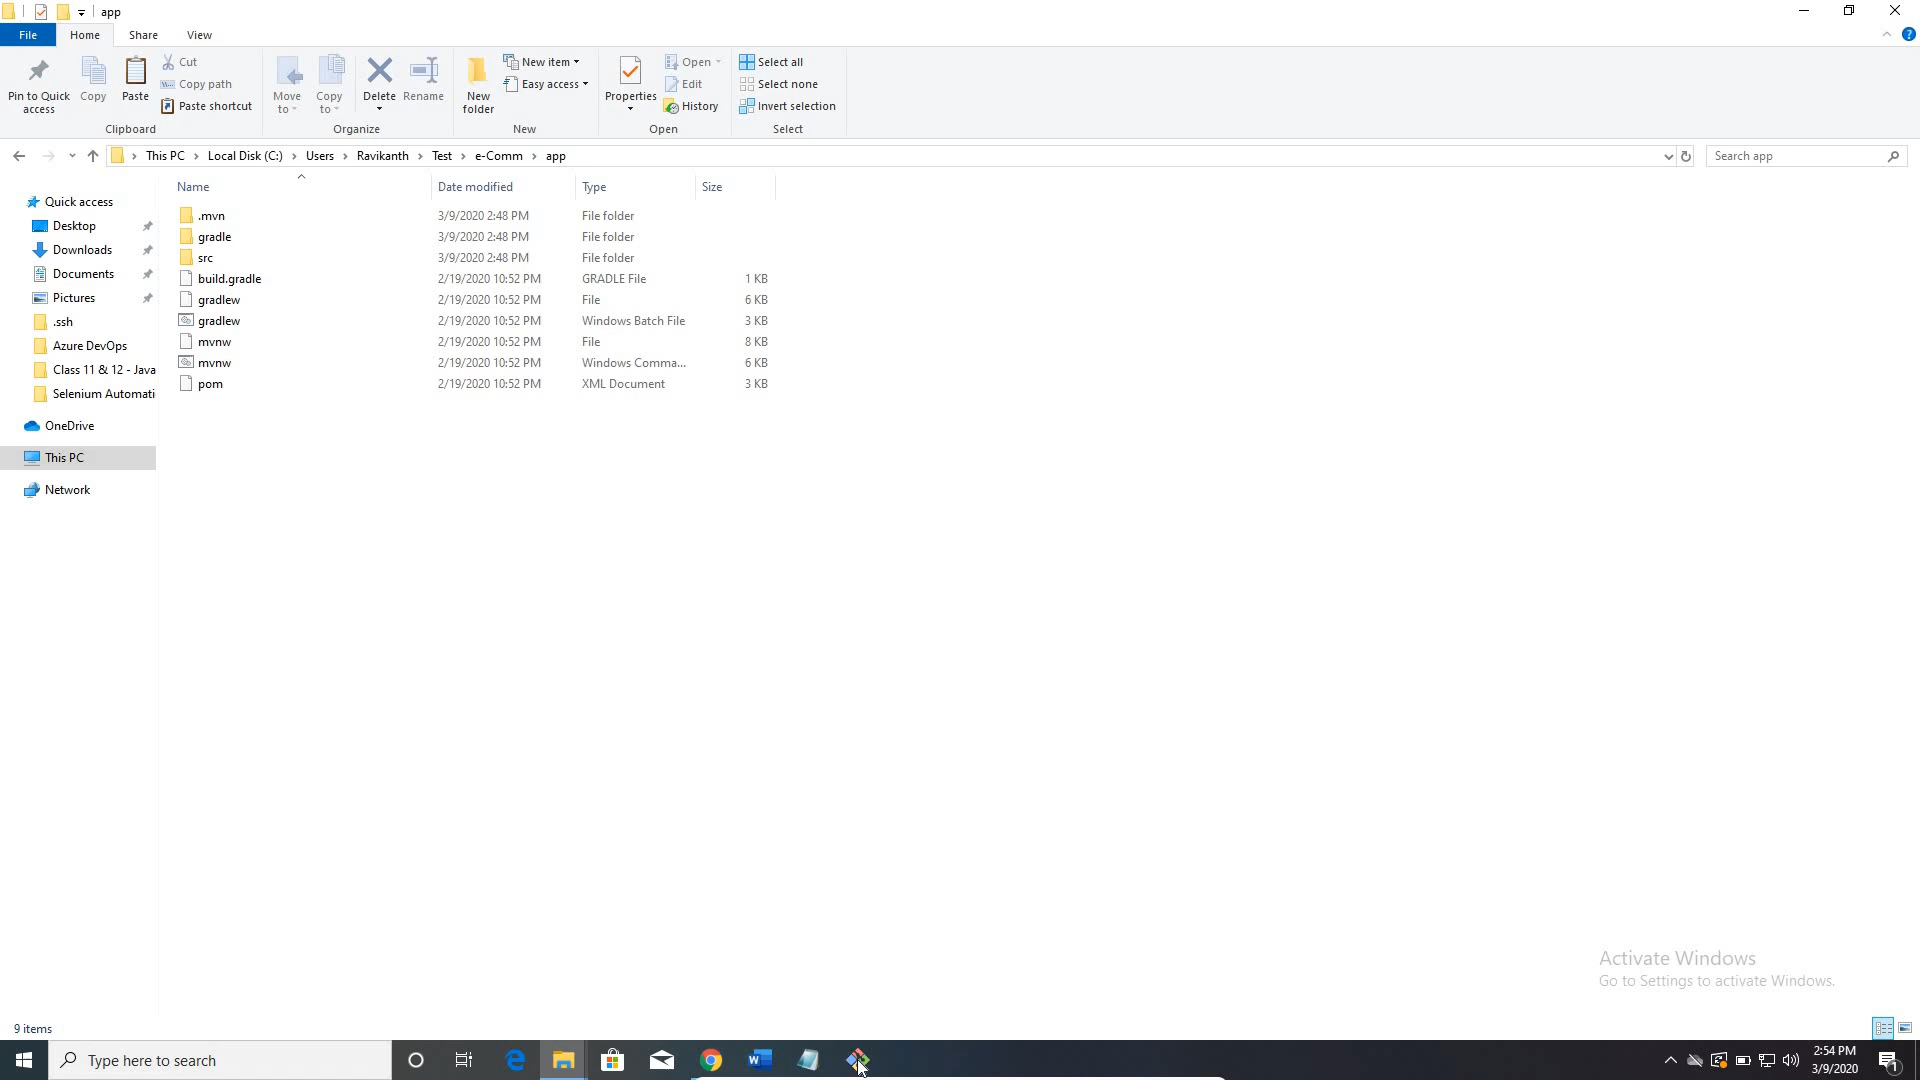 app
File Home Share View
Pin to Quick access
Copy
Paste
Cut
Copy path
Paste shortcut
Clipboard
Move to
Copy to
Delete
Rename
Organize
New folder
New item
Easy access
New
Properties
Open
Edit
History
Open
Select all
Select none
Invert selection
Select
This PC Local Disk (C:) Users Ravikanth Test e-Comm app
Search app
Name Date modified Type Size
.mvn 3/9/2020 2:48 PM File folder
gradle 3/9/2020 2:48 PM File folder
src 3/9/2020 2:48 PM File folder
build.gradle 2/19/2020 10:52 PM GRADLE File 1 KB
gradlew 2/19/2020 10:52 PM File 6 KB
gradlew 2/19/2020 10:52 PM Windows Batch File 3 KB
mvnw 2/19/2020 10:52 PM File 8 KB
mvnw 2/19/2020 10:52 PM Windows Comma... 6 KB
pom 2/19/2020 10:52 PM XML Document 3 KB
Quick access
Desktop
Downloads
Documents
Pictures
.ssh
Azure DevOps
Class 11 & 12 - Java
Selenium Automati
OneDrive
This PC
Network
Activate Windows
Go to Settings to activate Windows.
9 items
Type here to search
2:54 PM
3/9/2020
1